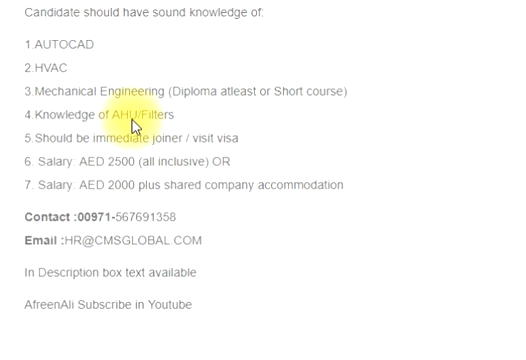 Candidate should have sound knowledge of:
1.AUTOCAD
2.HVAC
3.Mechanical Engineering (Diploma atleast or Short course)
4.Knowledge of AHU/Filters
5.Should be immediate joiner / visit visa
6. Salary: AED 2500 (all inclusive) OR
7. Salary: AED 2000 plus shared company accommodation
Contact :00971-567691358
Email :HR@CMSGLOBAL.COM
In Description box text available
AfreenAli Subscribe in Youtube